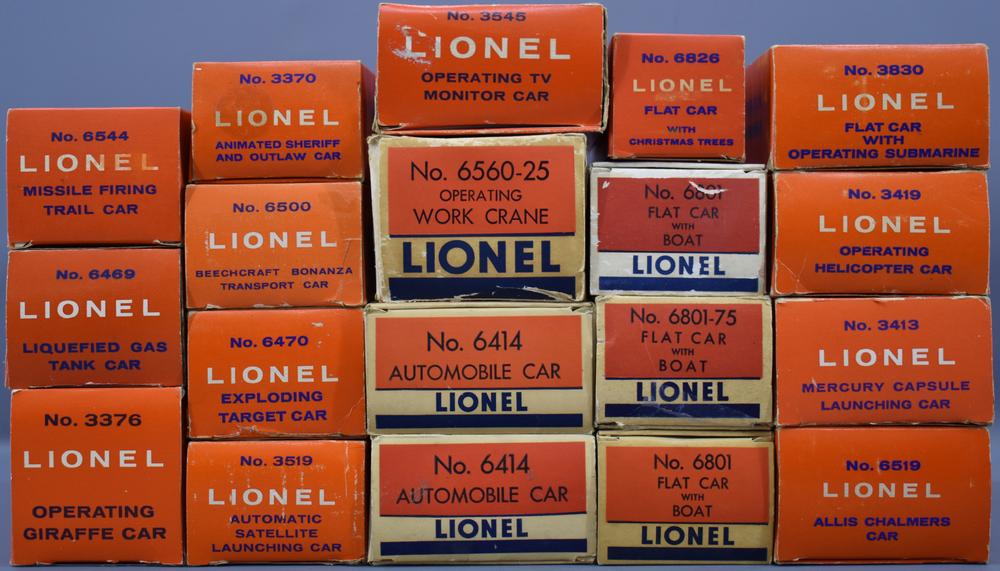 No. 6544
LIONEL
MISSILE FIRING
TRAIL CAR
No. 6469
LIONEL
LIQUEFIED GAS
TANK CAR
No. 3376
LIONEL
OPERATING
GIRAFFE CAR
No. 3370
LIONEL
ANIMATED SHERIFF
AND OUTLAW CAR
No. 6500
LIONEL
BEECHCRAFT BONANZA
TRANSPORT CAR
No. 6470
LIONEL
EXPLODING
TARGET CAR
No. 3519
LIONEL
AUTOMATIC
SATELLITE
LAUNCHING CAR
No. 3545
LIONEL
OPERATING TV
MONITOR CAR
No. 6560-25
OPERATING
WORK CRANE
LIONEL
No. 6414
AUTOMOBILE CAR
LIONEL
No. 6414
AUTOMOBILE CAR
LIONEL
No. 6826
LIONEL
FLAT CAR
WITH
CHRISTMAS TREES
No. 6801
FLAT CAR
WITH
BOAT
LIONEL
No. 6801-75
FLAT CAR
WITH
BOAT
LIONEL
No. 6801
FLAT CAR
WITH
BOAT
LIONEL
No. 3830
LIONEL
FLAT CAR
WITH
OPERATING SUBMARINE
No. 3419
LIONEL
OPERATING
HELICOPTER CAR
No. 3413
LIONEL
MERCURY CAPSULE
LAUNCHING CAR
No. 6519
LIONEL
ALLIS CHALMERS
CAR